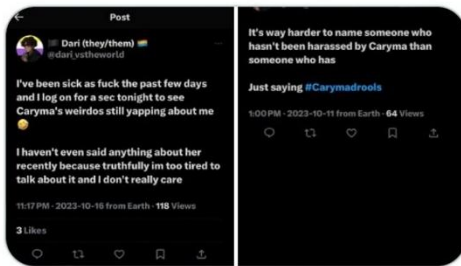 Post
Dari (they/them)
@dari_vstheworld
I've been sick as fuck the past few days
and I log on for a sec tonight to see
Caryma's weirdos still yapping about me
I haven't even said anything about her
recently because truthfully im too tired to
talk about it and I don't really care
11:17 PM · 2023-10-16 from Earth · 118 Views
3 Likes
It's way harder to name someone who
hasn't been harassed by Caryma than
someone who has
Just saying #Carymadrools
1:00 PM · 2023-10-11 from Earth · 64 Views